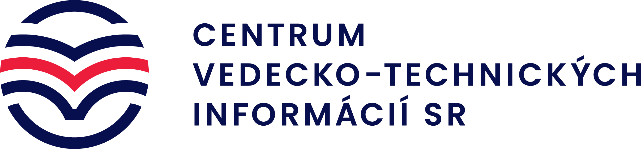 CENTRUM
VEDECKO-TECHNICKÝCH
INFORMÁCIÍ SR